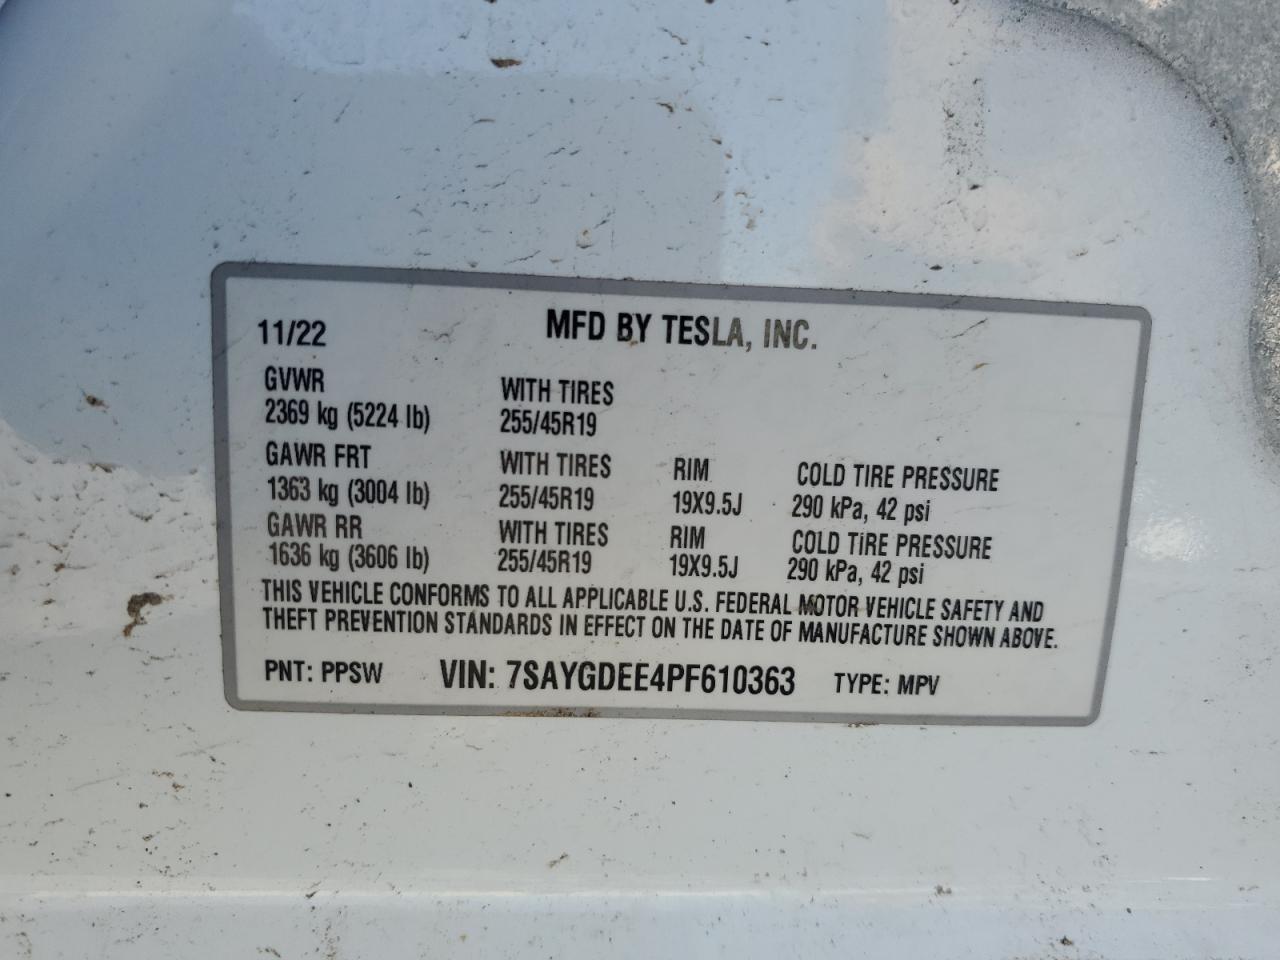 11/22 MFD BY TESLA, INC.
GVWR WITH TIRES
2369 kg (5224 lb) 255/45R19
GAWR FRT WITH TIRES RIM COLD TIRE PRESSURE
1363 kg (3004 lb) 255/45R19 19X9.5J 290 kPa, 42 psi
GAWR RR WITH TIRES RIM COLD TIRE PRESSURE
1636 kg (3606 lb) 255/45R19 19X9.5J 290 kPa, 42 psi
THIS VEHICLE CONFORMS TO ALL APPLICABLE U.S. FEDERAL MOTOR VEHICLE SAFETY AND
THEFT PREVENTION STANDARDS IN EFFECT ON THE DATE OF MANUFACTURE SHOWN ABOVE.
PNT: PPSW VIN: 7SAYGDEE4PF610363 TYPE: MPV